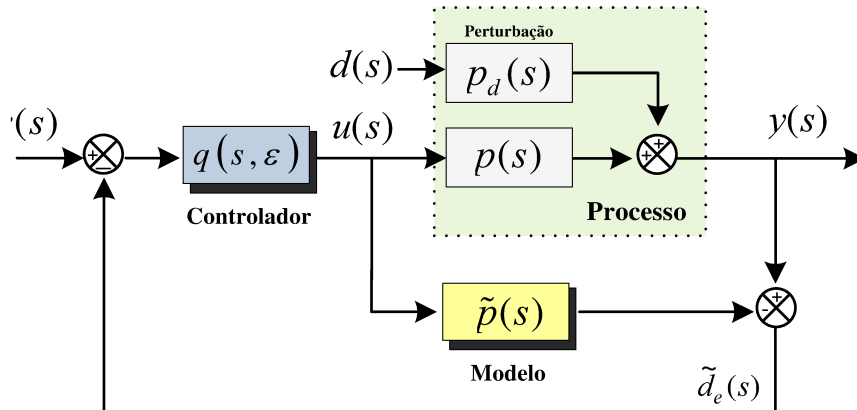 Perturbação
d(s)
p_d(s)
(s)
+
−
q(s, ε)
u(s)
p(s)
+
+
y(s)
Controlador
Processo
p̃(s)
-
+
Modelo
d̃_e(s)